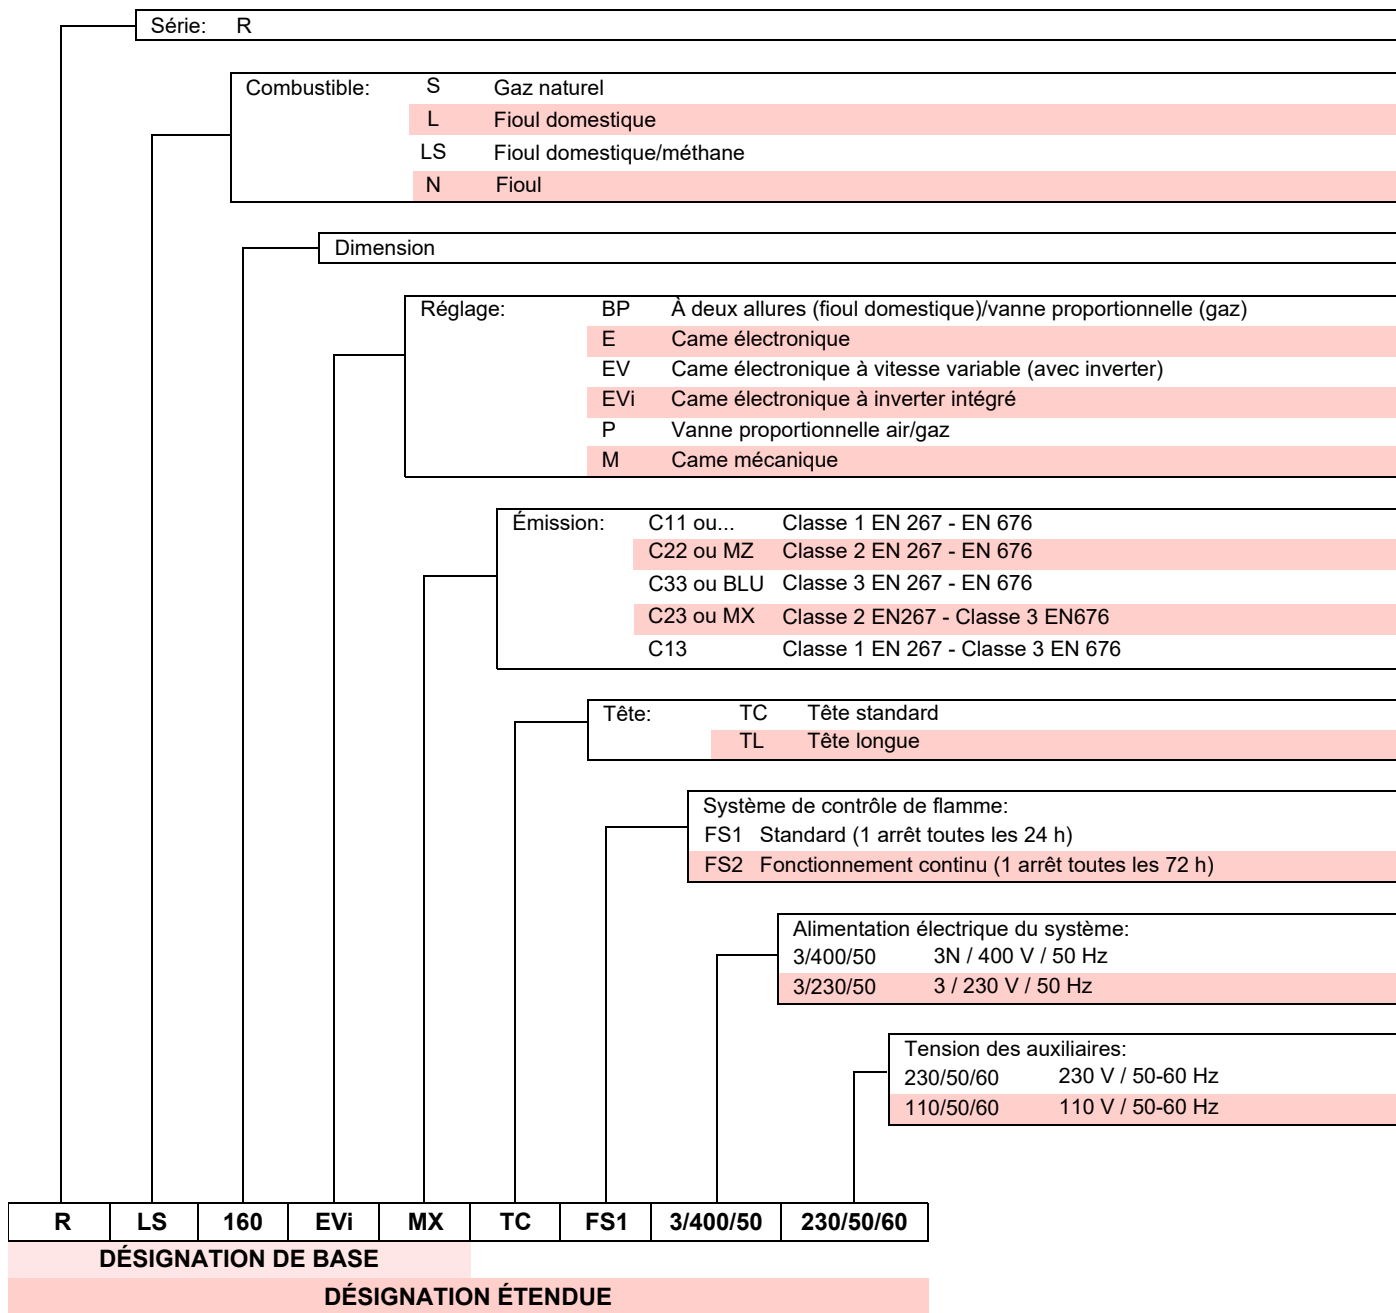 Série: R
Combustible: S Gaz naturel
L Fioul domestique
LS Fioul domestique/méthane
N Fioul
Dimension
Réglage: BP À deux allures (fioul domestique)/vanne proportionnelle (gaz)
E Came électronique
EV Came électronique à vitesse variable (avec inverter)
EVi Came électronique à inverter intégré
P Vanne proportionnelle air/gaz
M Came mécanique
Émission: C11 ou... Classe 1 EN 267 - EN 676
C22 ou MZ Classe 2 EN 267 - EN 676
C33 ou BLU Classe 3 EN 267 - EN 676
C23 ou MX Classe 2 EN267 - Classe 3 EN676
C13 Classe 1 EN 267 - Classe 3 EN 676
Tête: TC Tête standard
TL Tête longue
Système de contrôle de flamme:
FS1 Standard (1 arrêt toutes les 24 h)
FS2 Fonctionnement continu (1 arrêt toutes les 72 h)
Alimentation électrique du système:
3/400/50 3N / 400 V / 50 Hz
3/230/50 3 / 230 V / 50 Hz
Tension des auxiliaires:
230/50/60 230 V / 50-60 Hz
110/50/60 110 V / 50-60 Hz
R LS 160 EVi MX TC FS1 3/400/50 230/50/60
DÉSIGNATION DE BASE
DÉSIGNATION ÉTENDUE